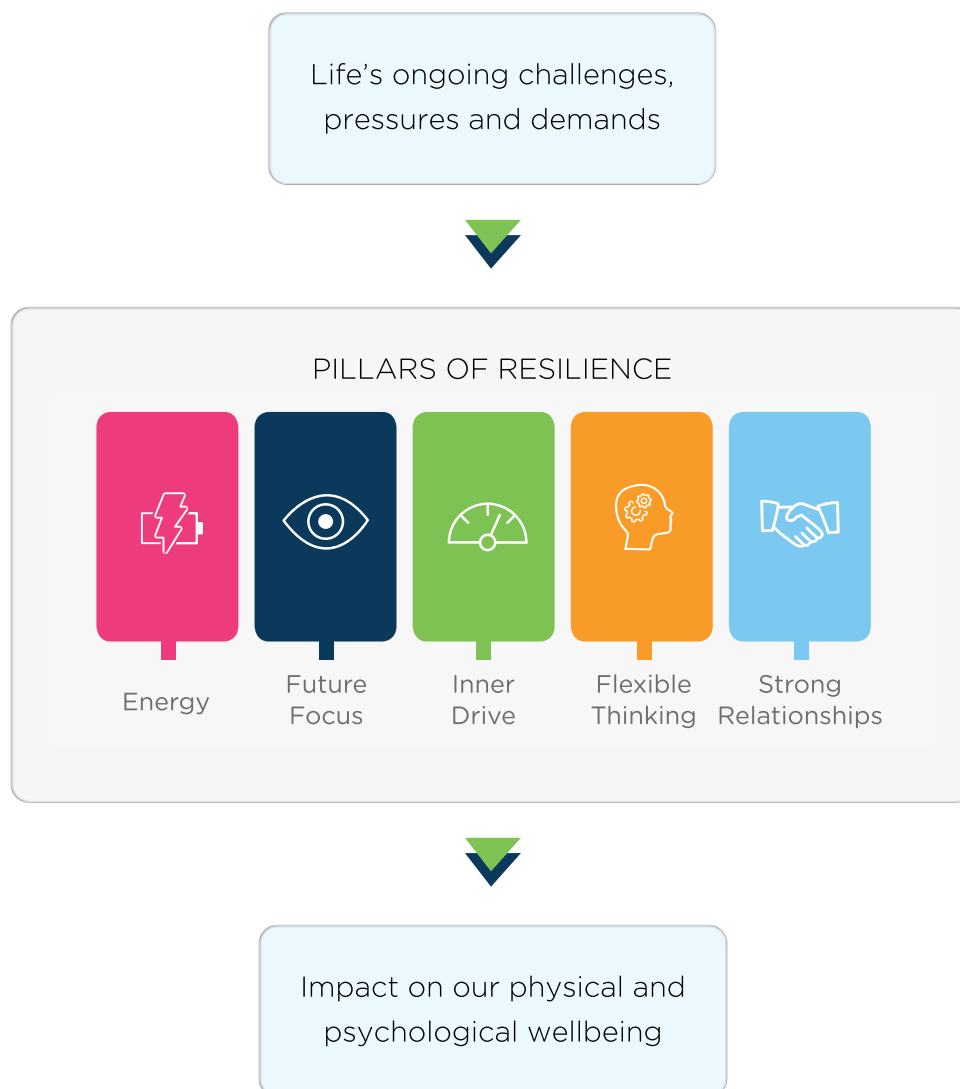 Life’s ongoing challenges,
pressures and demands
PILLARS OF RESILIENCE
Energy
Future
Focus
Inner
Drive
Flexible
Thinking
Strong
Relationships
Impact on our physical and
psychological wellbeing